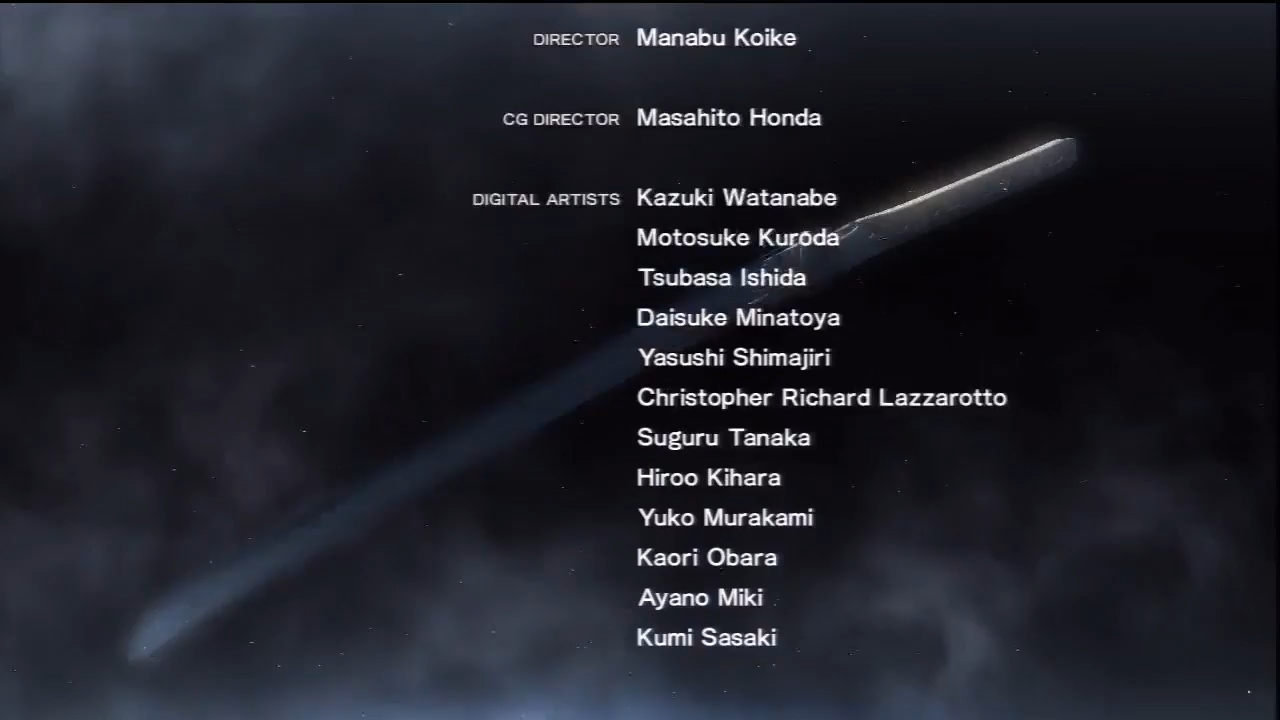 DIRECTOR Manabu Koike
CG DIRECTOR Masahito Honda
DIGITAL ARTISTS Kazuki Watanabe
Motosuke Kuroda
Tsubasa Ishida
Daisuke Minatoya
Yasushi Shimajiri
Christopher Richard Lazzarotto
Suguru Tanaka
Hiroo Kihara
Yuko Murakami
Kaori Obara
Ayano Miki
Kumi Sasaki